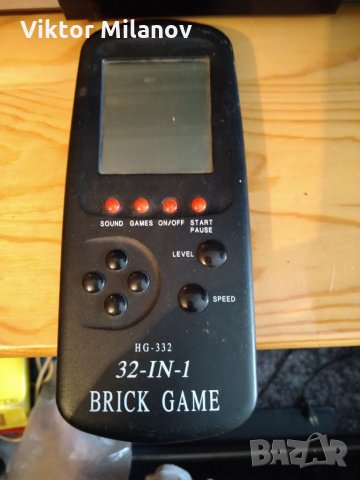 Viktor Milanov
SOUND GAMES ON/OFF START PAUSE
LEVEL
SPEED
HG-332
32-IN-1
BRICK GAME
BAZAR